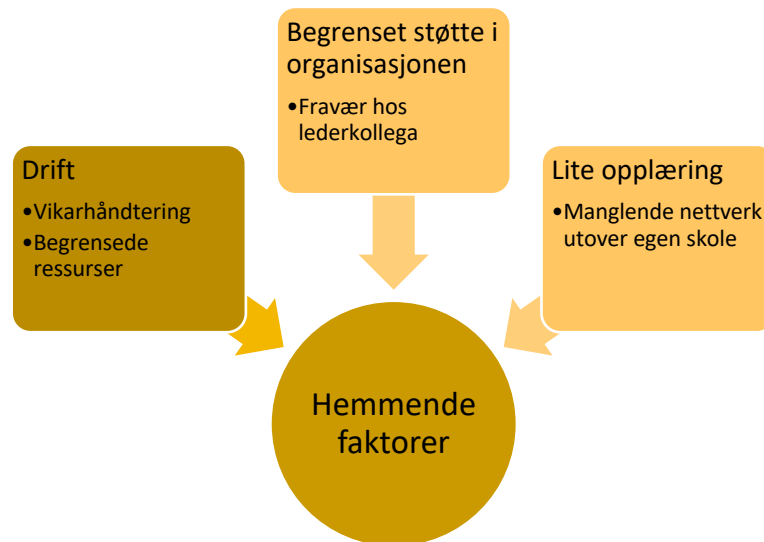 Begrenset støtte i
organisasjonen
•Fravær hos
lederkollega
Drift
•Vikarhåndtering
•Begrensede
ressurser
Lite opplæring
•Manglende nettverk
utover egen skole
Hemmende
faktorer